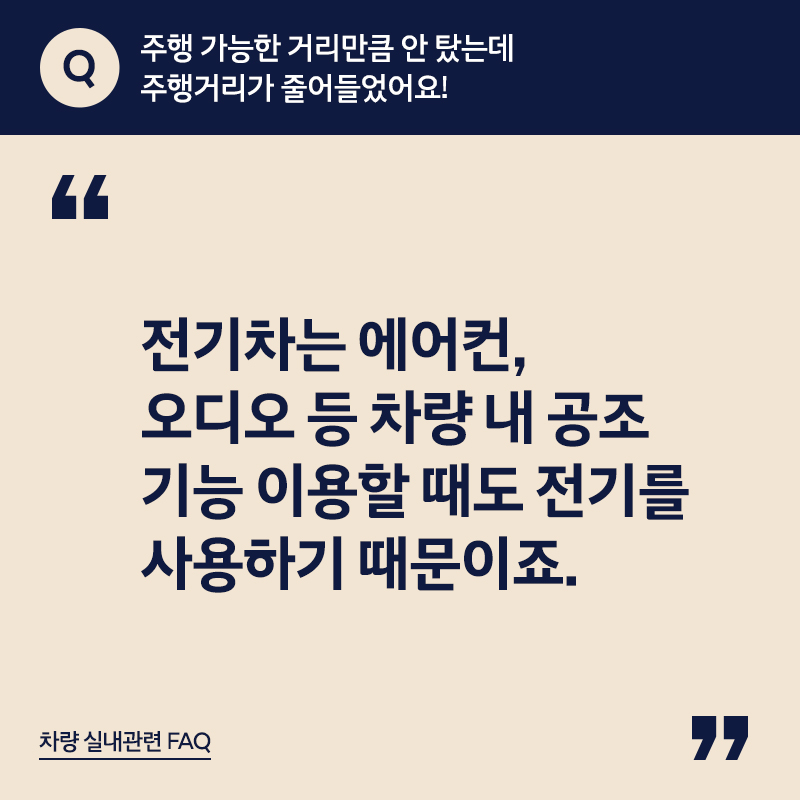 Q
주행 가능한 거리만큼 안 탔는데
주행거리가 줄어들었어요!
“
전기차는 에어컨,
오디오 등 차량 내 공조
기능 이용할 때도 전기를
사용하기 때문이죠.
”
차량 실내관련 FAQ